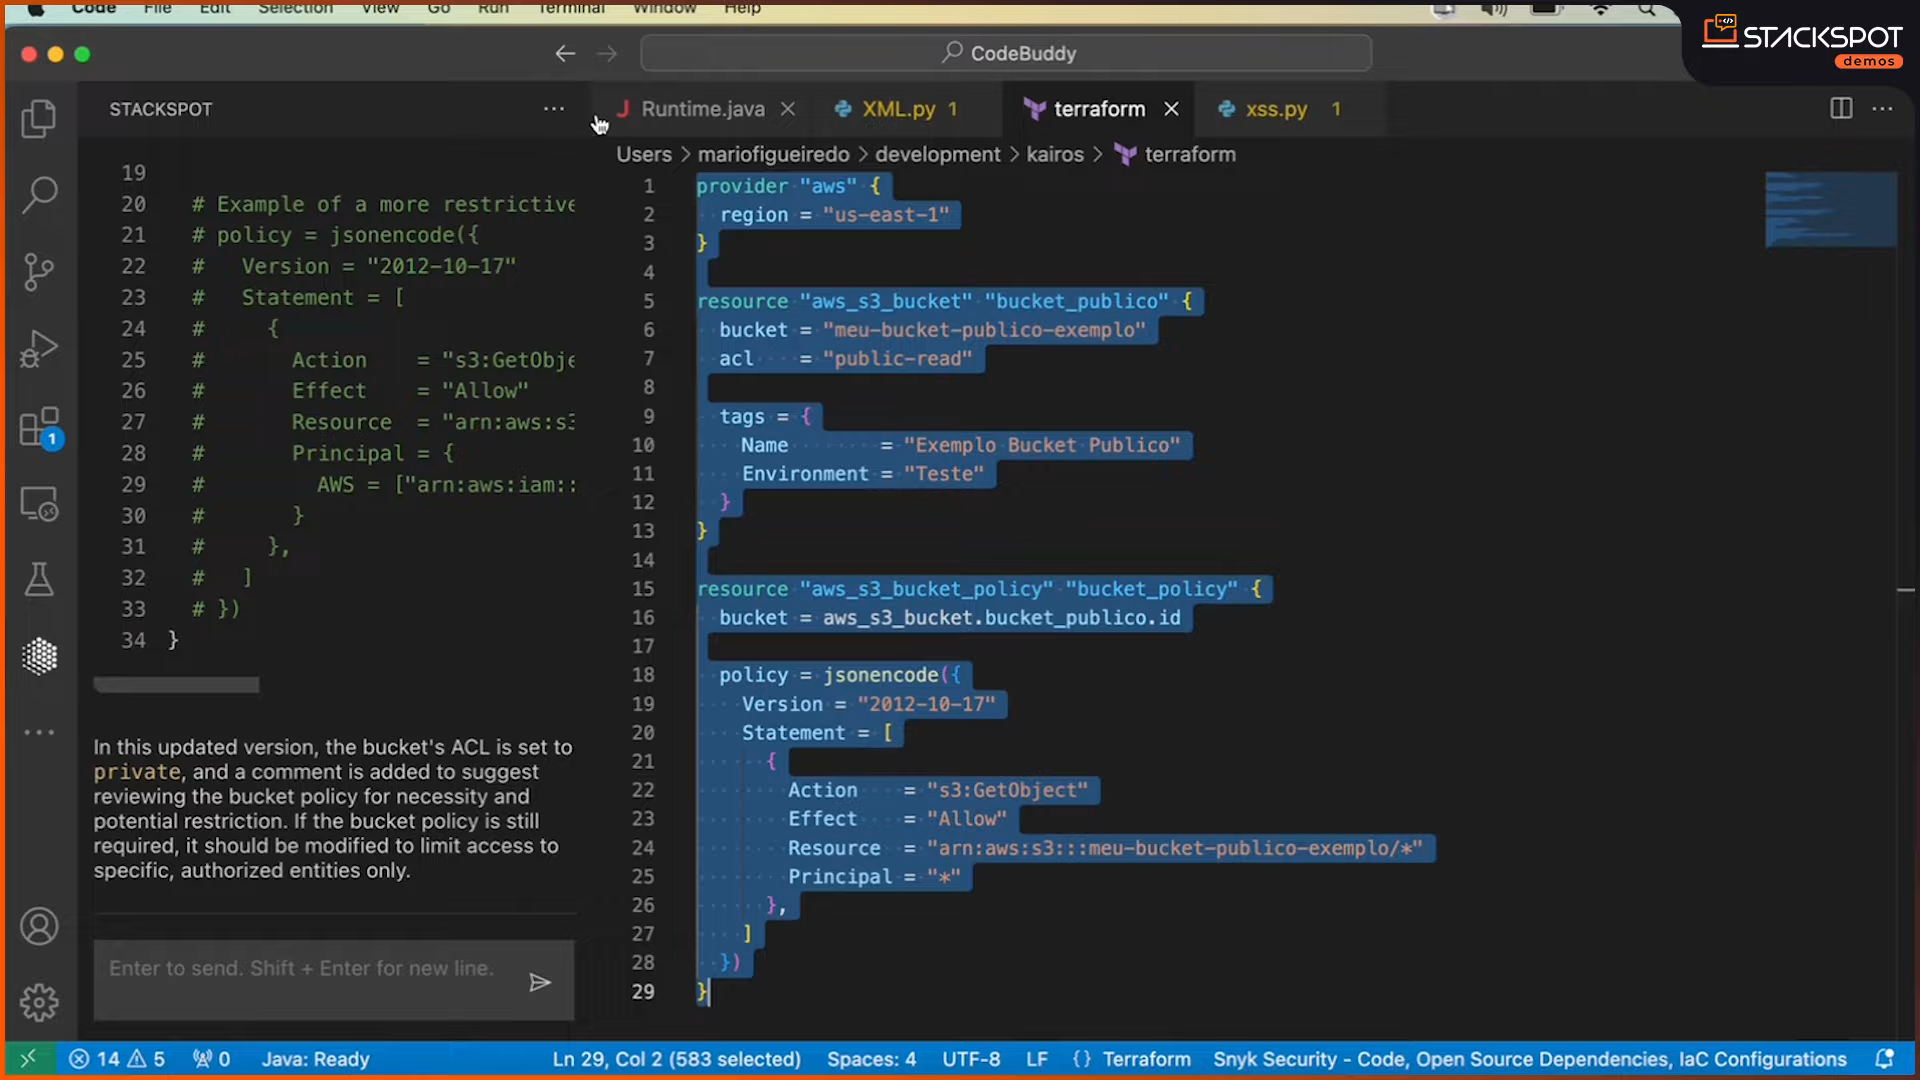 Code File Edit Selection View Go Run Terminal Window Help
STACKSPOT
demos
CodeBuddy
STACKSPOT
Runtime.java
XML.py 1
terraform
xss.py 1
Users > mariofigueiredo > development > kairos > terraform
19
20 # Example of a more restrictive
21 # policy = jsonencode({
22 # Version = "2012-10-17"
23 # Statement = [
24 # {
25 # Action = "s3:GetObje
26 # Effect = "Allow"
27 # Resource = "arn:aws:s3
28 # Principal = {
29 # AWS = ["arn:aws:iam::
30 # }
31 # },
32 # ]
33 # })
34 }
In this updated version, the bucket's ACL is set to
private, and a comment is added to suggest
reviewing the bucket policy for necessity and
potential restriction. If the bucket policy is still
required, it should be modified to limit access to
specific, authorized entities only.
Enter to send. Shift + Enter for new line.
1 provider "aws" {
2 region = "us-east-1"
3 }
4
5 resource "aws_s3_bucket" "bucket_publico" {
6 bucket = "meu-bucket-publico-exemplo"
7 acl = "public-read"
8
9 tags = {
10 Name = "Exemplo Bucket Publico"
11 Environment = "Teste"
12 }
13 }
14
15 resource "aws_s3_bucket_policy" "bucket_policy" {
16 bucket = aws_s3_bucket.bucket_publico.id
17
18 policy = jsonencode({
19 Version = "2012-10-17"
20 Statement = [
21 {
22 Action = "s3:GetObject"
23 Effect = "Allow"
24 Resource = "arn:aws:s3:::meu-bucket-publico-exemplo/*"
25 Principal = "*"
26 },
27 ]
28 })
29 }
1
14 5 0 Java: Ready
Ln 29, Col 2 (583 selected) Spaces: 4 UTF-8 LF {} Terraform Snyk Security - Code, Open Source Dependencies, IaC Configurations